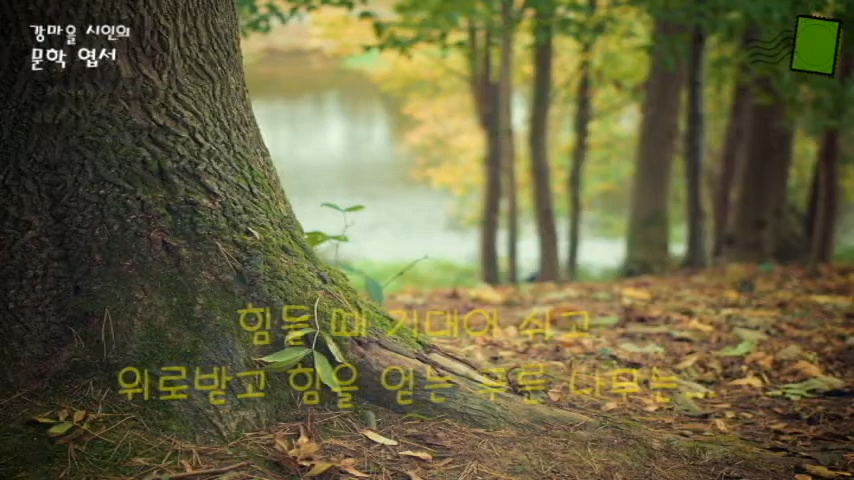 강마을 시인의
문학 엽서
힘들 때 기대어 쉬고
위로받고 힘을 얻는 푸른 나무는...